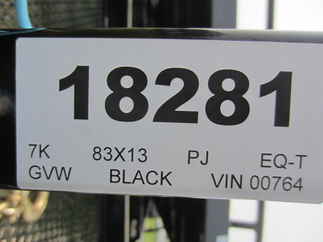 18281
7K 83X13 PJ EQ-T
GVW BLACK VIN 00764